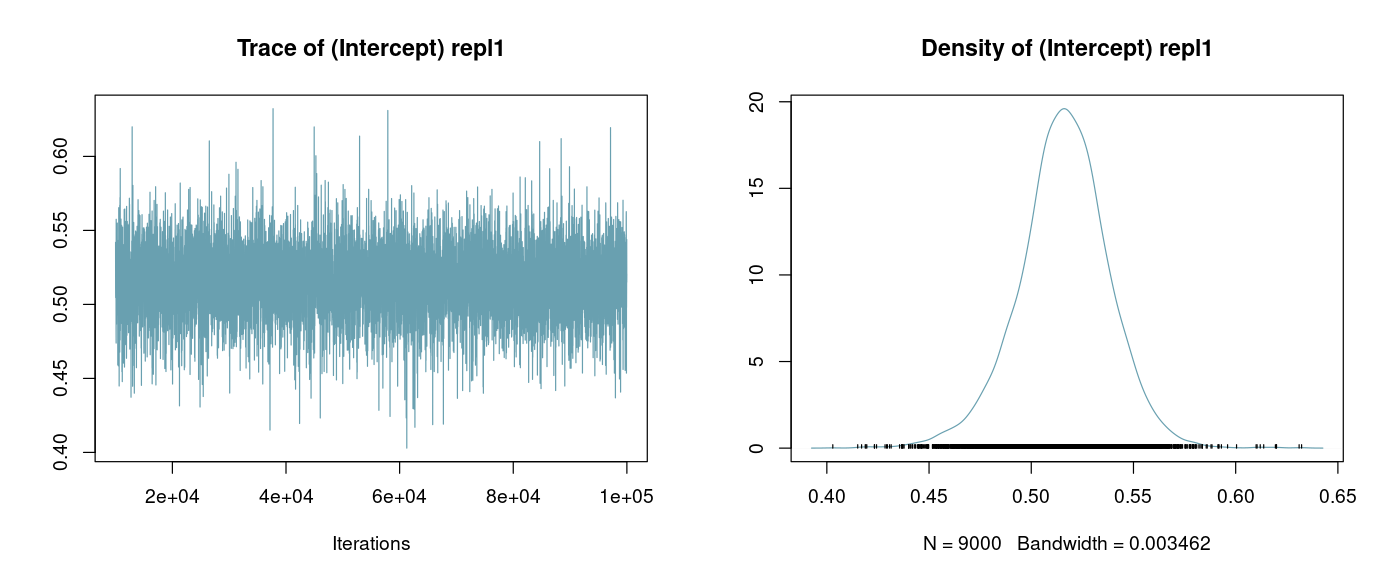 Trace of (Intercept) repl1
0.60
0.55
0.50
0.45
0.40
2e+04 4e+04 6e+04 8e+04 1e+05
Iterations
Density of (Intercept) repl1
20
15
10
5
0
0.40 0.45 0.50 0.55 0.60 0.65
N = 9000 Bandwidth = 0.003462